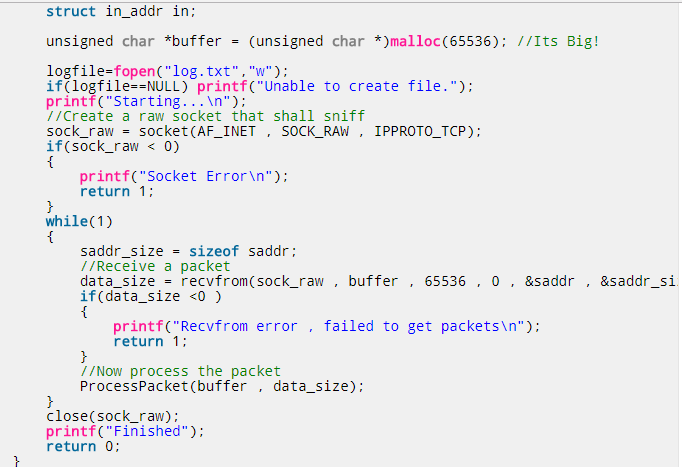 struct in_addr in;
unsigned char *buffer = (unsigned char *)malloc(65536); //Its Big!
logfile=fopen("log.txt","w");
if(logfile==NULL) printf("Unable to create file.");
printf("Starting...\n");
//Create a raw socket that shall sniff
sock_raw = socket(AF_INET , SOCK_RAW , IPPROTO_TCP);
if(sock_raw < 0)
{
printf("Socket Error\n");
return 1;
}
while(1)
{
saddr_size = sizeof saddr;
//Receive a packet
data_size = recvfrom(sock_raw , buffer , 65536 , 0 , &saddr , &saddr_si
if(data_size <0 )
{
printf("Recvfrom error , failed to get packets\n");
return 1;
}
//Now process the packet
ProcessPacket(buffer , data_size);
}
close(sock_raw);
printf("Finished");
return 0;
}